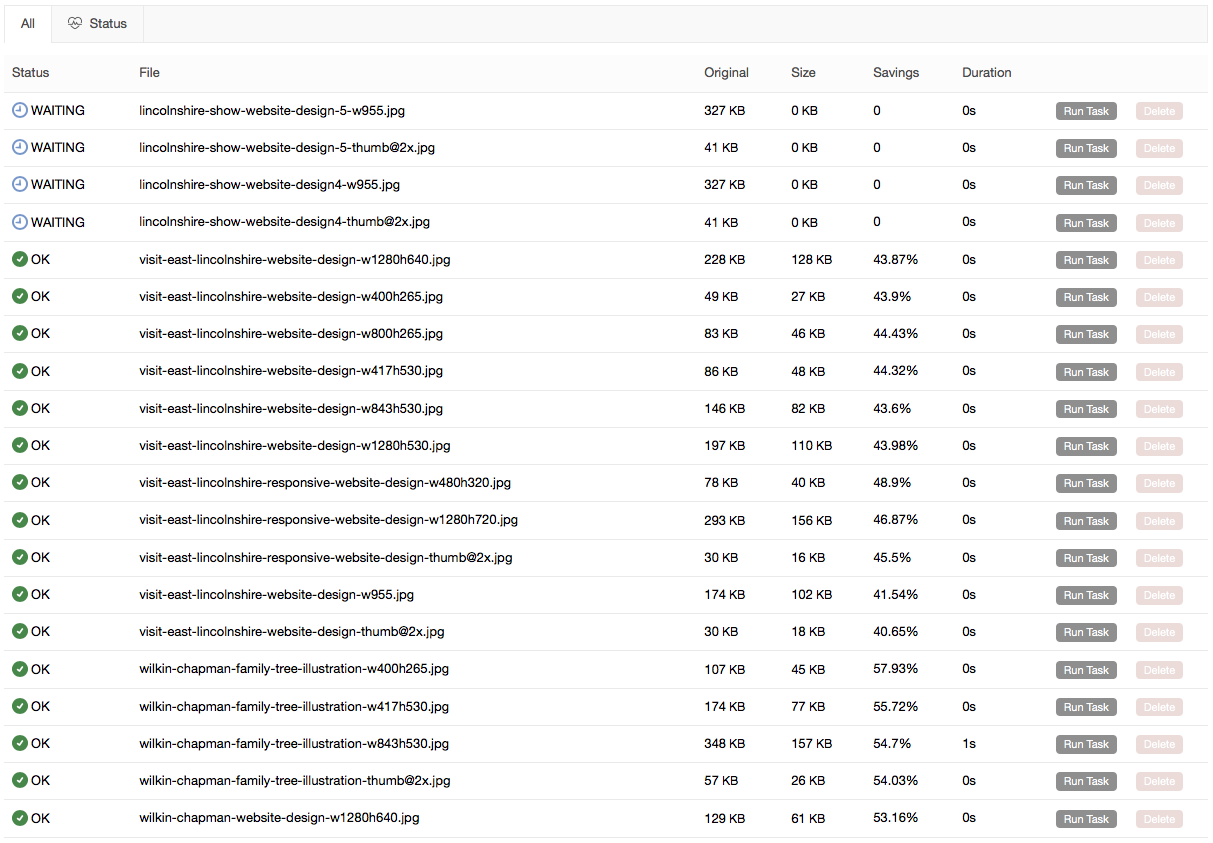 All Status
Status File Original Size Savings Duration
WAITING lincolnshire-show-website-design-5-w955.jpg 327 KB 0 KB 0 0s Run Task Delete
WAITING lincolnshire-show-website-design-5-thumb@2x.jpg 41 KB 0 KB 0 0s Run Task Delete
WAITING lincolnshire-show-website-design4-w955.jpg 327 KB 0 KB 0 0s Run Task Delete
WAITING lincolnshire-show-website-design4-thumb@2x.jpg 41 KB 0 KB 0 0s Run Task Delete
OK visit-east-lincolnshire-website-design-w1280h640.jpg 228 KB 128 KB 43.87% 0s Run Task Delete
OK visit-east-lincolnshire-website-design-w400h265.jpg 49 KB 27 KB 43.9% 0s Run Task Delete
OK visit-east-lincolnshire-website-design-w800h265.jpg 83 KB 46 KB 44.43% 0s Run Task Delete
OK visit-east-lincolnshire-website-design-w417h530.jpg 86 KB 48 KB 44.32% 0s Run Task Delete
OK visit-east-lincolnshire-website-design-w843h530.jpg 146 KB 82 KB 43.6% 0s Run Task Delete
OK visit-east-lincolnshire-website-design-w1280h530.jpg 197 KB 110 KB 43.98% 0s Run Task Delete
OK visit-east-lincolnshire-responsive-website-design-w480h320.jpg 78 KB 40 KB 48.9% 0s Run Task Delete
OK visit-east-lincolnshire-responsive-website-design-w1280h720.jpg 293 KB 156 KB 46.87% 0s Run Task Delete
OK visit-east-lincolnshire-responsive-website-design-thumb@2x.jpg 30 KB 16 KB 45.5% 0s Run Task Delete
OK visit-east-lincolnshire-website-design-w955.jpg 174 KB 102 KB 41.54% 0s Run Task Delete
OK visit-east-lincolnshire-website-design-thumb@2x.jpg 30 KB 18 KB 40.65% 0s Run Task Delete
OK wilkin-chapman-family-tree-illustration-w400h265.jpg 107 KB 45 KB 57.93% 0s Run Task Delete
OK wilkin-chapman-family-tree-illustration-w417h530.jpg 174 KB 77 KB 55.72% 0s Run Task Delete
OK wilkin-chapman-family-tree-illustration-w843h530.jpg 348 KB 157 KB 54.7% 1s Run Task Delete
OK wilkin-chapman-family-tree-illustration-thumb@2x.jpg 57 KB 26 KB 54.03% 0s Run Task Delete
OK wilkin-chapman-website-design-w1280h640.jpg 129 KB 61 KB 53.16% 0s Run Task Delete